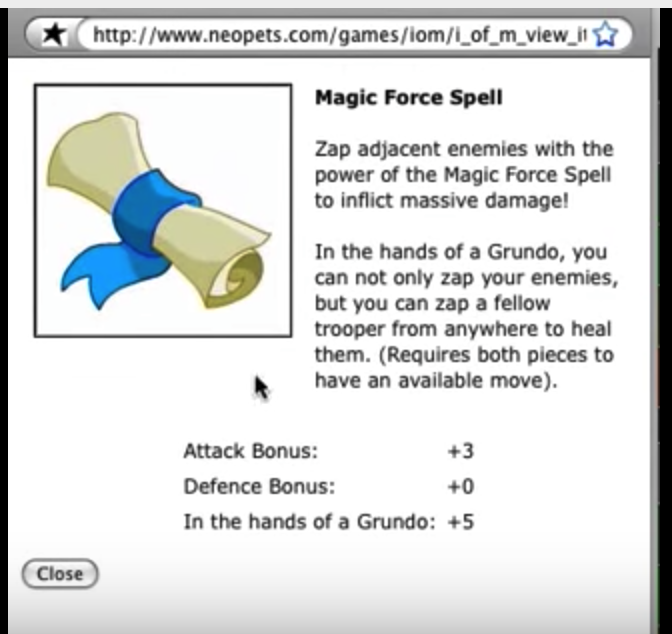 http://www.neopets.com/games/iom/i_of_m_view_it
Magic Force Spell
Zap adjacent enemies with the
power of the Magic Force Spell
to inflict massive damage!
In the hands of a Grundo, you
can not only zap your enemies,
but you can zap a fellow
trooper from anywhere to heal
them. (Requires both pieces to
have an available move).
Attack Bonus: +3
Defence Bonus: +0
In the hands of a Grundo: +5
Close